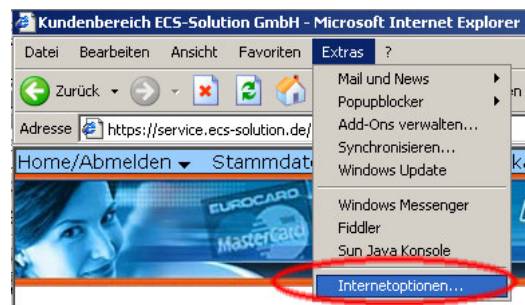 Kundenbereich ECS-Solution GmbH - Microsoft Internet Explorer
Datei Bearbeiten Ansicht Favoriten Extras ?
Zurück
Mail und News
Popupblocker
Add-Ons verwalten...
Synchronisieren...
Windows Update
Windows Messenger
Fiddler
Sun Java Konsole
Internetoptionen...
Adresse https://service.ecs-solution.de/
Home/Abmelden Stammdat
EUROCARD
MasterCard